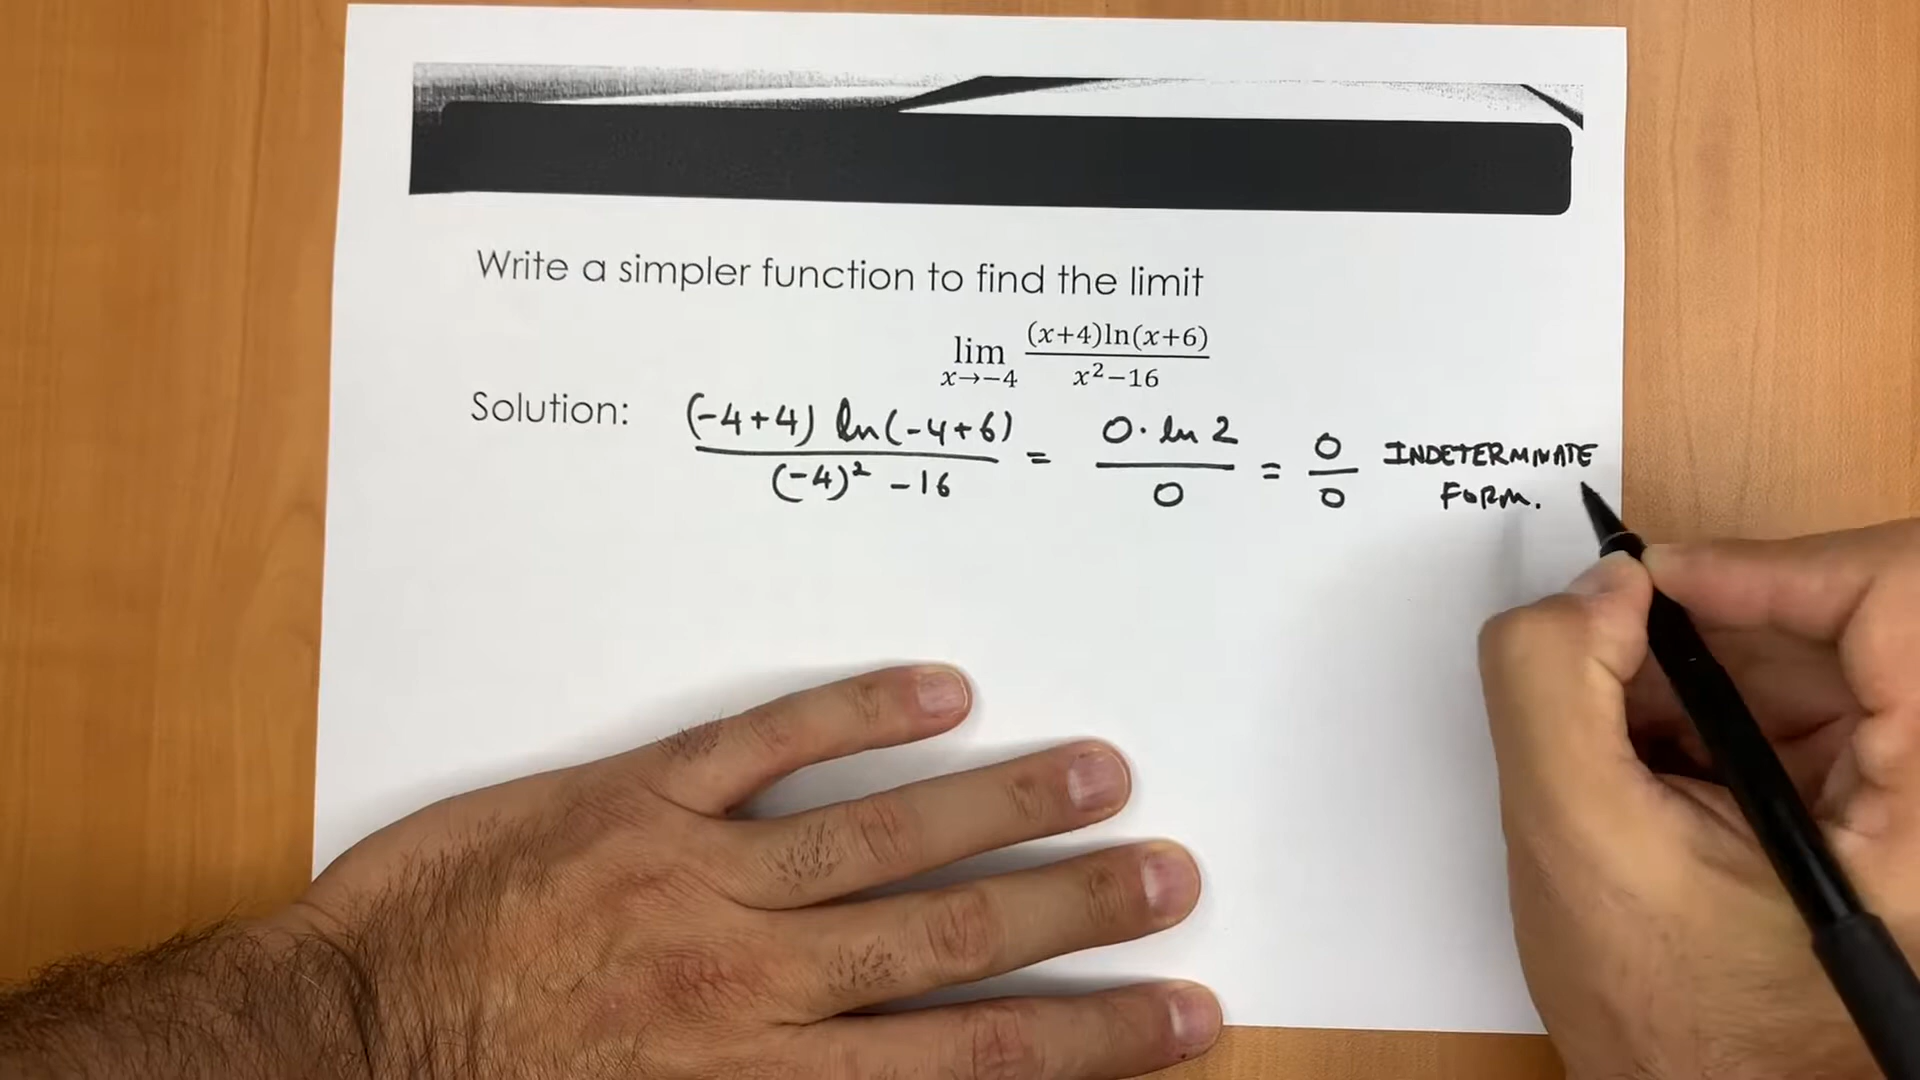 Write a simpler function to find the limit
lim x→−4 (x+4)ln(x+6) / x²−16
Solution: (-4+4) ln(-4+6) / (-4)² -16 = 0·ln 2 / 0 = 0/0 INDETERMINATE
FORM.